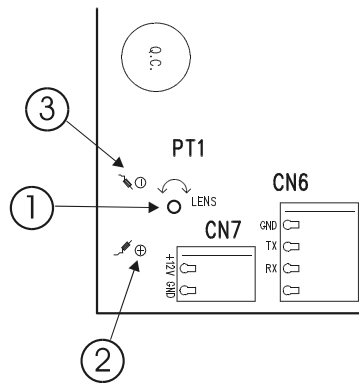 Q.C.
3
PT1
1
LENS
CN6
CN7
GND
TX
RX
+12V
GND
2